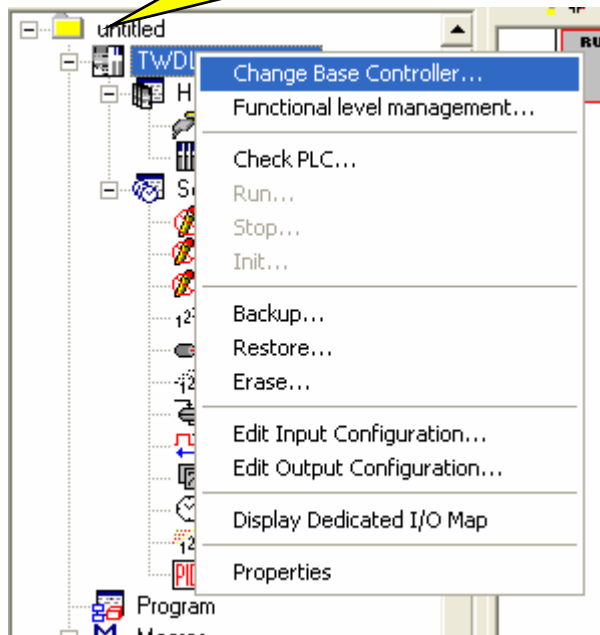 untitled
TWDL
Change Base Controller...
Functional level management...
Check PLC...
Run...
Stop...
Init...
Backup...
Restore...
Erase...
Edit Input Configuration...
Edit Output Configuration...
Display Dedicated I/O Map
Properties
Program